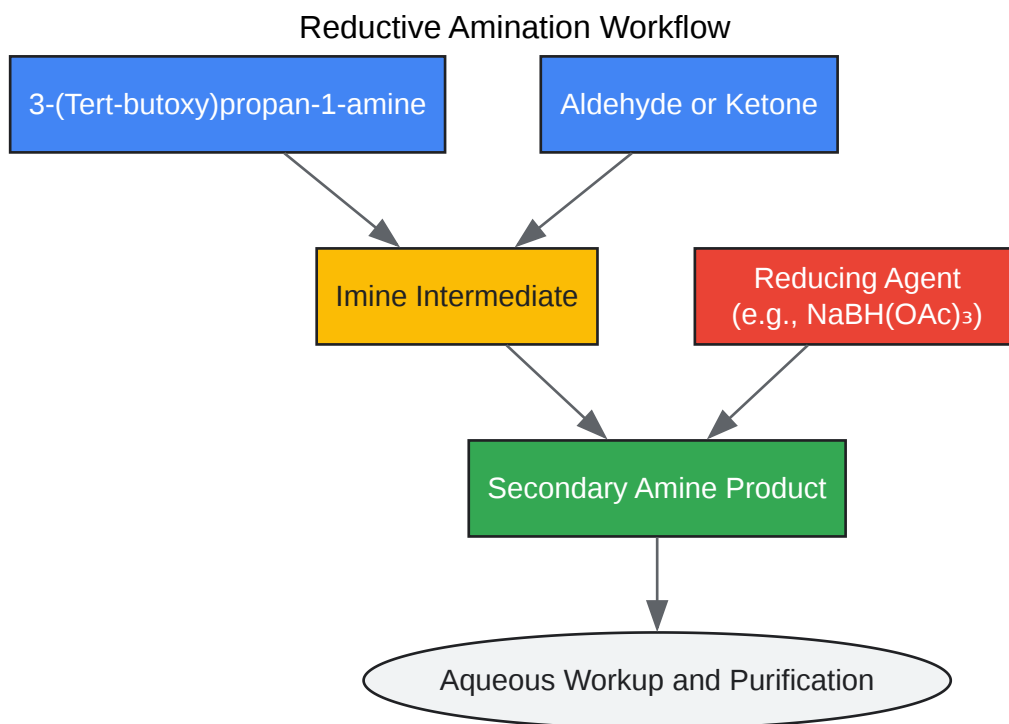 Reductive Amination Workflow
3-(Tert-butoxy)propan-1-amine
Aldehyde or Ketone
Imine Intermediate
Reducing Agent
(e.g., NaBH(OAc)₃)
Secondary Amine Product
Aqueous Workup and Purification